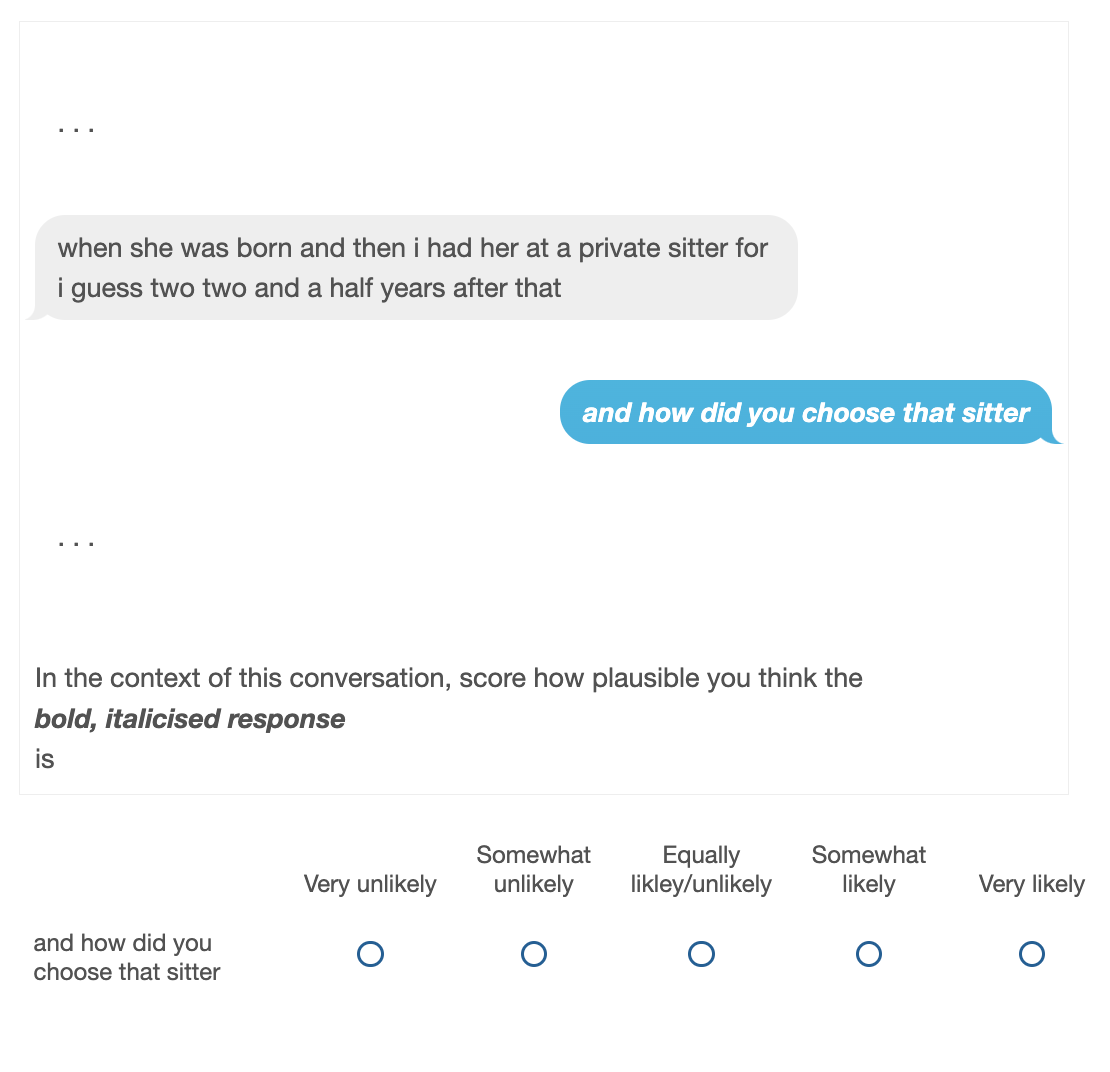 . . .
when she was born and then i had her at a private sitter for
i guess two two and a half years after that
and how did you choose that sitter
. . .
In the context of this conversation, score how plausible you think the
bold, italicised response
is
Very unlikely
Somewhat
unlikely
Equally
likley/unlikely
Somewhat
likely
Very likely
and how did you
choose that sitter